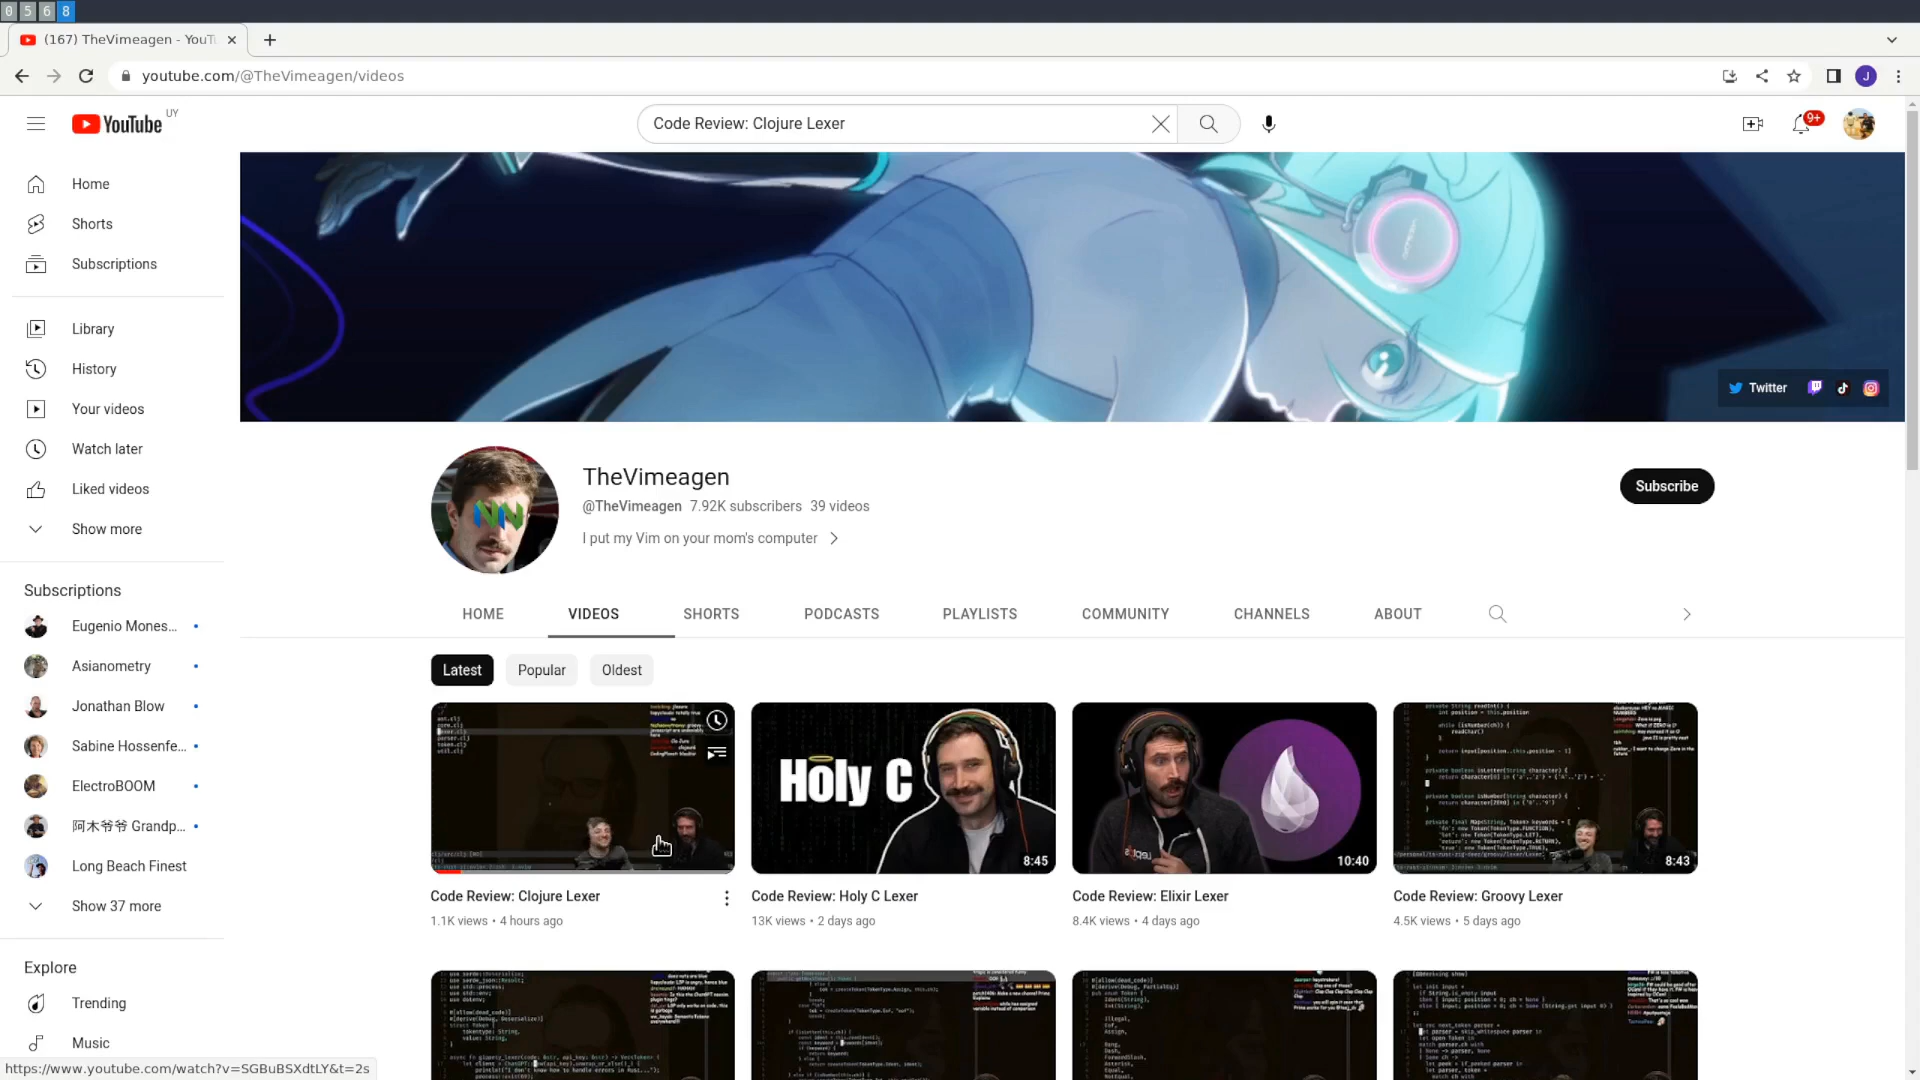 0 5 6 8
(167) TheVimeagen - YouT
youtube.com/@TheVimeagen/videos
J
YouTube UY
Code Review: Clojure Lexer
9+
Home
Shorts
Subscriptions
Library
History
Your videos
Watch later
Liked videos
Show more
Subscriptions
Eugenio Mones...
Asianometry
Jonathan Blow
Sabine Hossenfe...
ElectroBOOM
阿木爷爷 Grandp...
Long Beach Finest
Show 37 more
Explore
Trending
Music
https://www.youtube.com/watch?v=SGBuBSXdtLY&t=2s
Twitter
TheVimeagen
@TheVimeagen 7.92K subscribers 39 videos
I put my Vim on your mom's computer
Subscribe
HOME VIDEOS SHORTS PODCASTS PLAYLISTS COMMUNITY CHANNELS ABOUT
Latest Popular Oldest
Holy C
8:45
10:40
8:43
Code Review: Clojure Lexer
1.1K views • 4 hours ago
Code Review: Holy C Lexer
13K views • 2 days ago
Code Review: Elixir Lexer
8.4K views • 4 days ago
Code Review: Groovy Lexer
4.5K views • 5 days ago